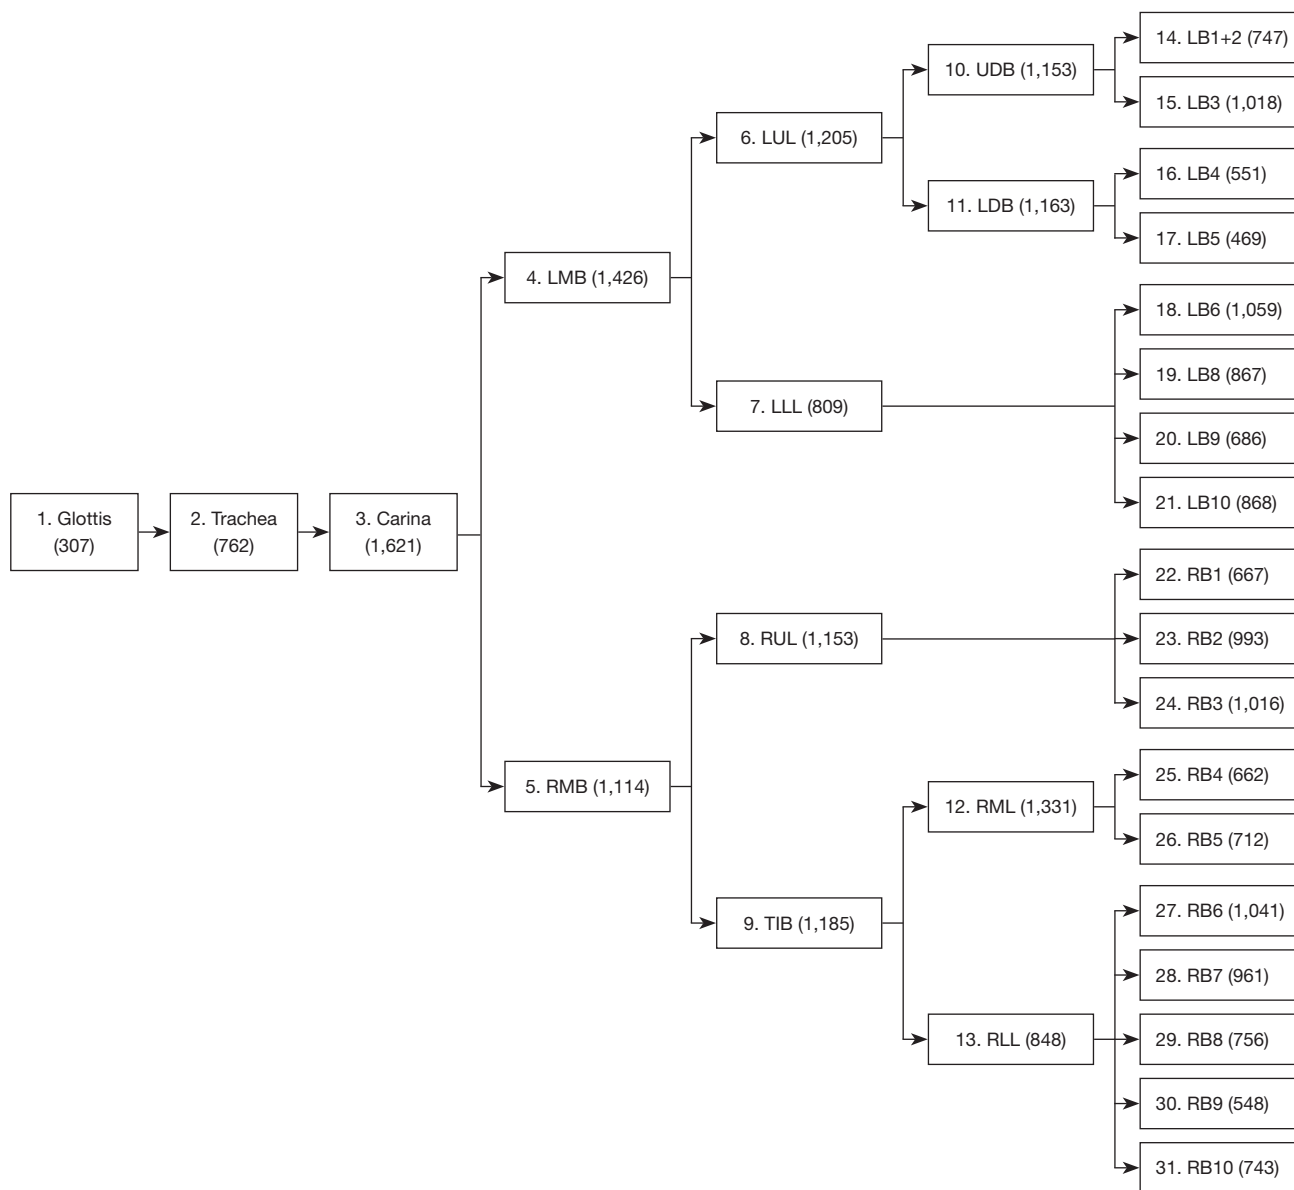 1. Glottis
(307)
2. Trachea
(762)
3. Carina
(1,621)
4. LMB (1,426)
5. RMB (1,114)
6. LUL (1,205)
7. LLL (809)
8. RUL (1,153)
9. TIB (1,185)
10. UDB (1,153)
11. LDB (1,163)
12. RML (1,331)
13. RLL (848)
14. LB1+2 (747)
15. LB3 (1,018)
16. LB4 (551)
17. LB5 (469)
18. LB6 (1,059)
19. LB8 (867)
20. LB9 (686)
21. LB10 (868)
22. RB1 (667)
23. RB2 (993)
24. RB3 (1,016)
25. RB4 (662)
26. RB5 (712)
27. RB6 (1,041)
28. RB7 (961)
29. RB8 (756)
30. RB9 (548)
31. RB10 (743)